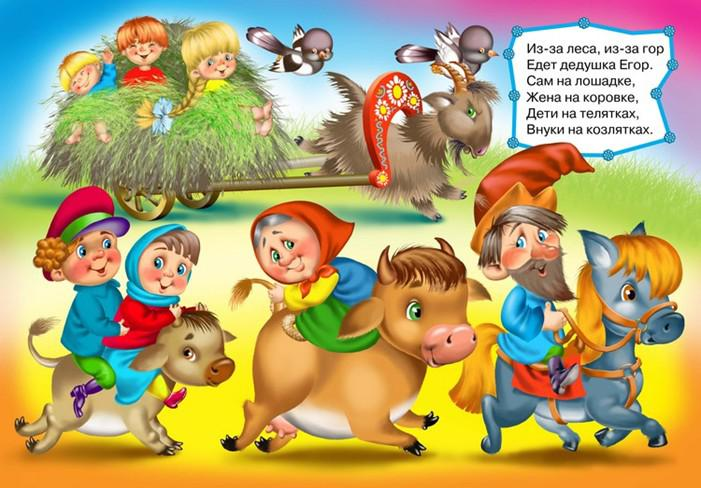 Из-за леса, из-за гор
Едет дедушка Егор.
Сам на лошадке,
Жена на коровке,
Дети на телятках,
Внуки на козлятках.